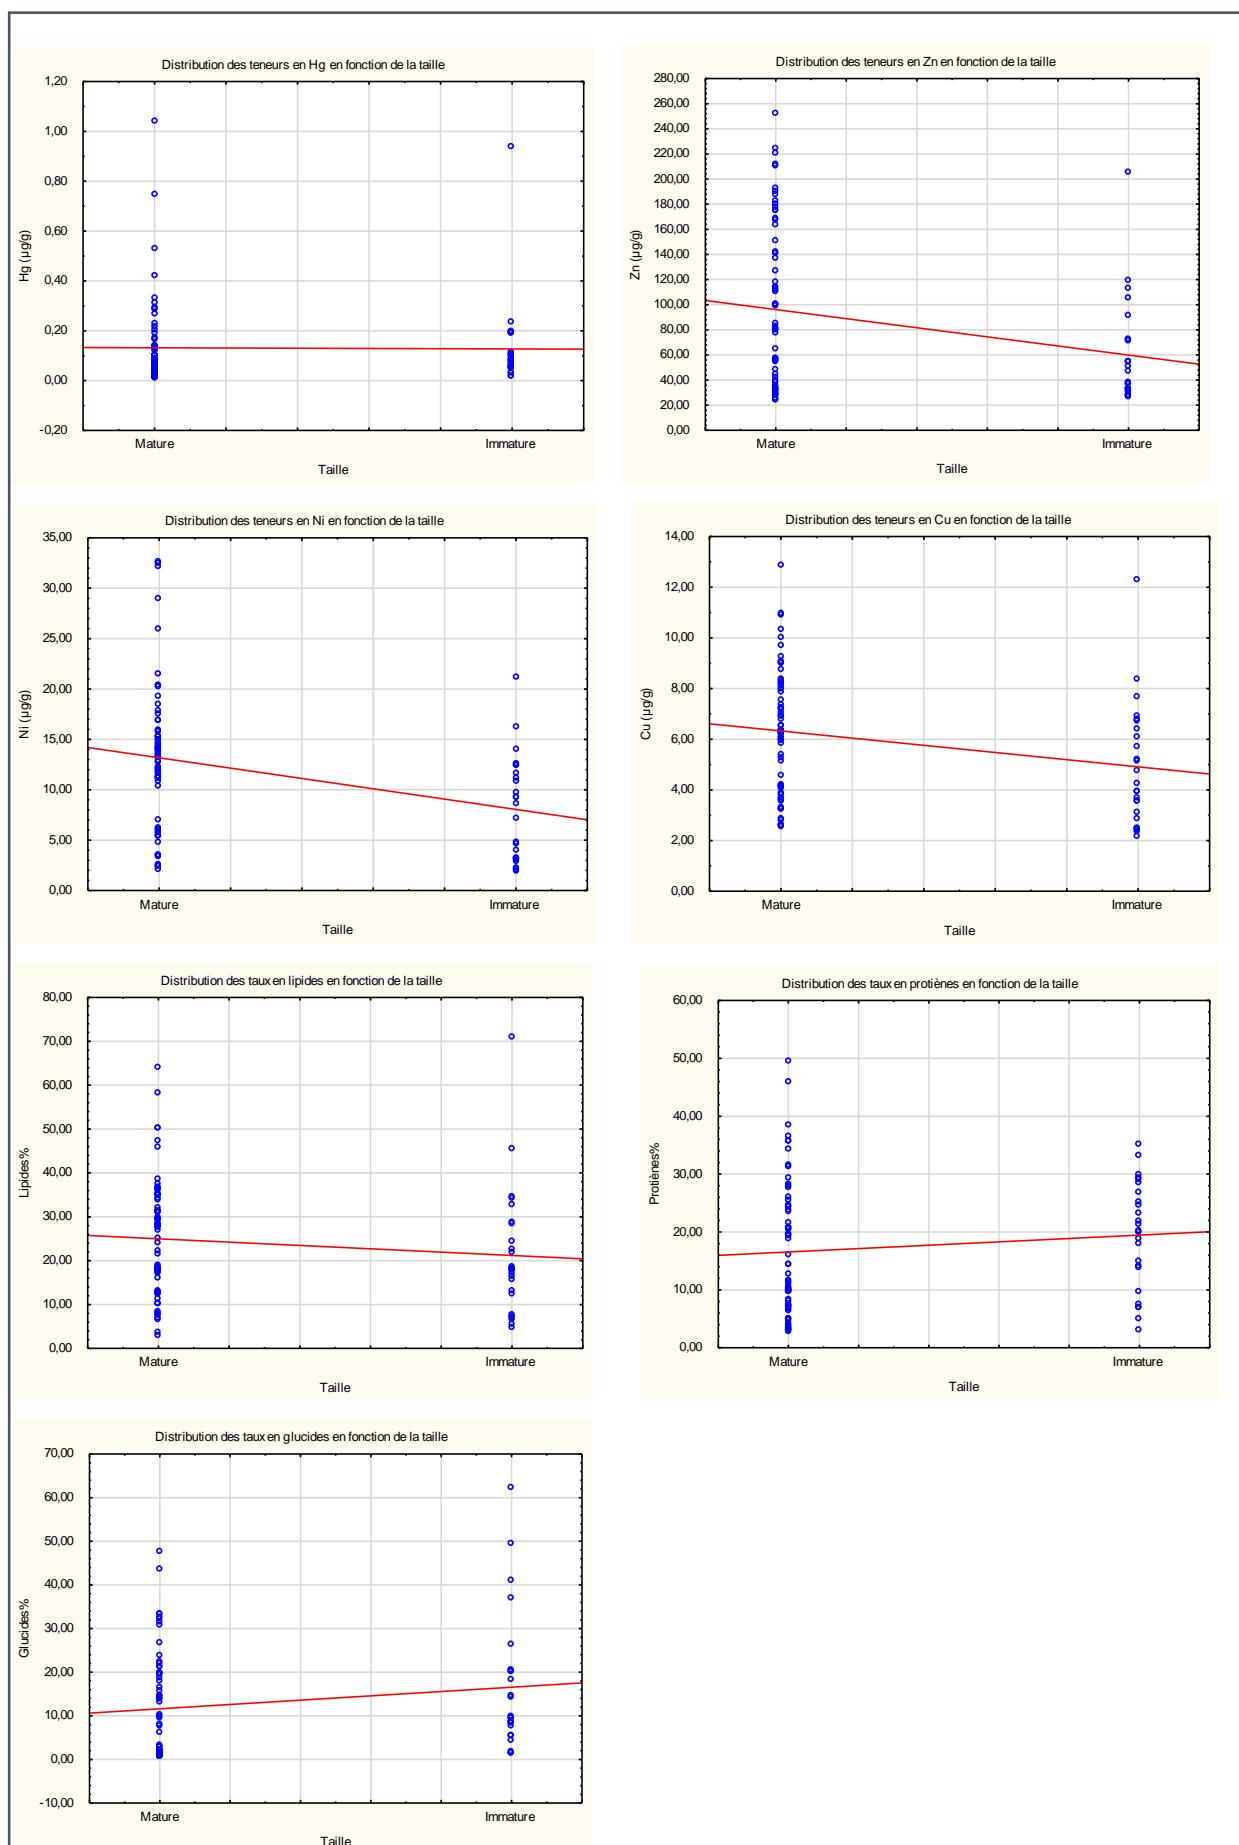 Distribution des teneurs en Hg en fonction de la taille
1,20
1,00
0,80
0,60
0,40
0,20
0,00
-0,20
Hg (µg/g)
Mature
Immature
Taille
Distribution des teneurs en Zn en fonction de la taille
280,00
260,00
240,00
220,00
200,00
180,00
160,00
140,00
120,00
100,00
80,00
60,00
40,00
20,00
0,00
Zn (µg/g)
Mature
Immature
Taille
Distribution des teneurs en Ni en fonction de la taille
35,00
30,00
25,00
20,00
15,00
10,00
5,00
0,00
Ni (µg/g)
Mature
Immature
Taille
Distribution des teneurs en Cu en fonction de la taille
14,00
12,00
10,00
8,00
6,00
4,00
2,00
0,00
Cu (µg/g)
Mature
Immature
Taille
Distribution des taux en lipides en fonction de la taille
80,00
70,00
60,00
50,00
40,00
30,00
20,00
10,00
0,00
Lipides%
Mature
Immature
Taille
Distribution des taux en protiènes en fonction de la taille
60,00
50,00
40,00
30,00
20,00
10,00
0,00
Protiènes%
Mature
Immature
Taille
Distribution des taux en glucides en fonction de la taille
70,00
60,00
50,00
40,00
30,00
20,00
10,00
0,00
-10,00
Glucides%
Mature
Immature
Taille